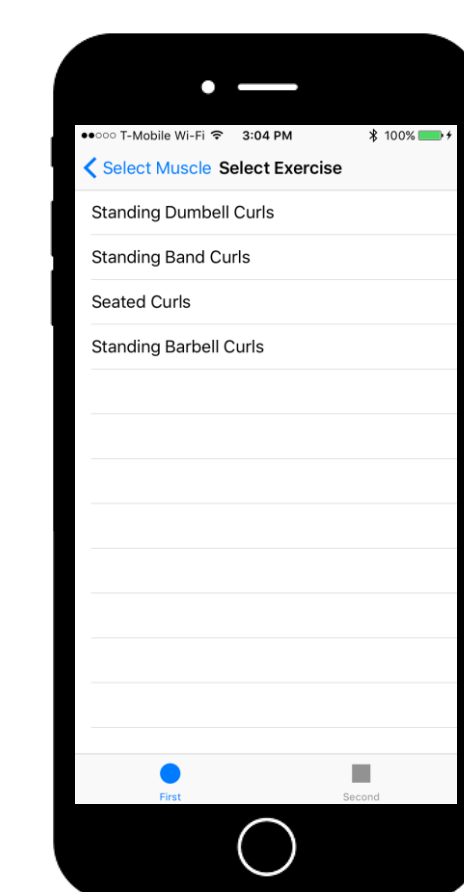 T-Mobile Wi-Fi 3:04 PM 100%
Select Muscle Select Exercise
Standing Dumbell Curls
Standing Band Curls
Seated Curls
Standing Barbell Curls
First Second